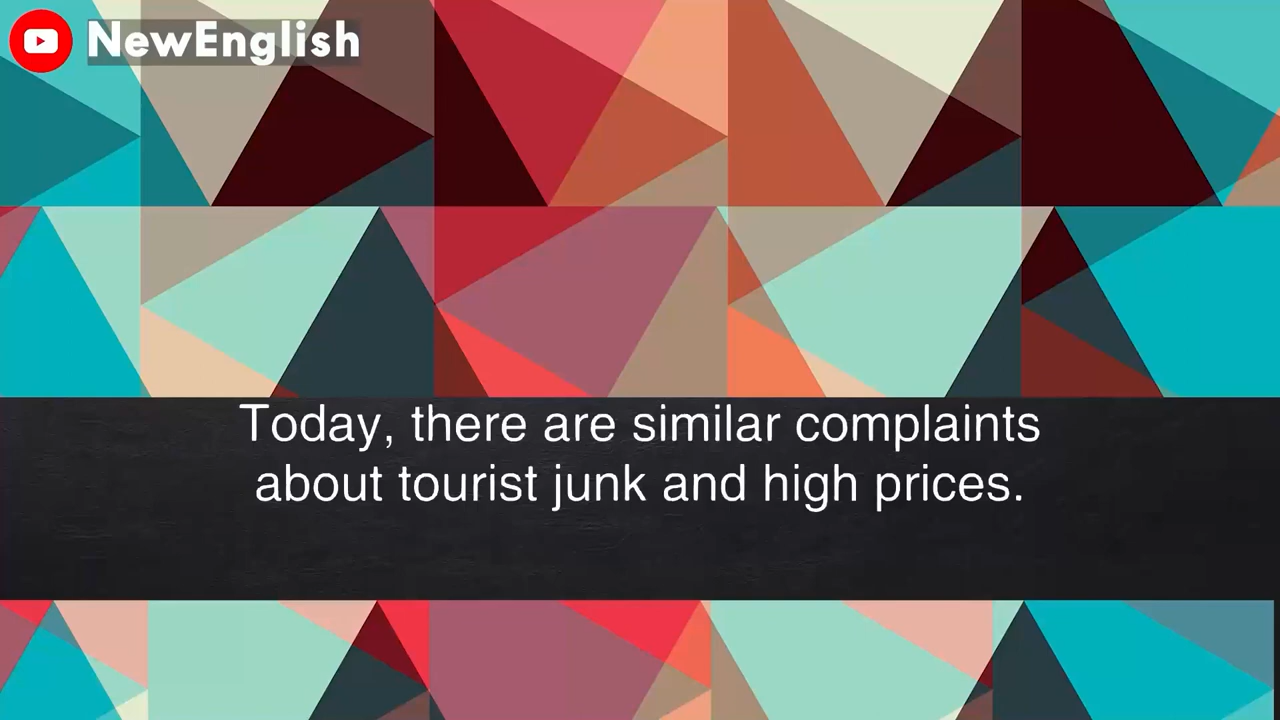 NewEnglish
Today, there are similar complaints
about tourist junk and high prices.